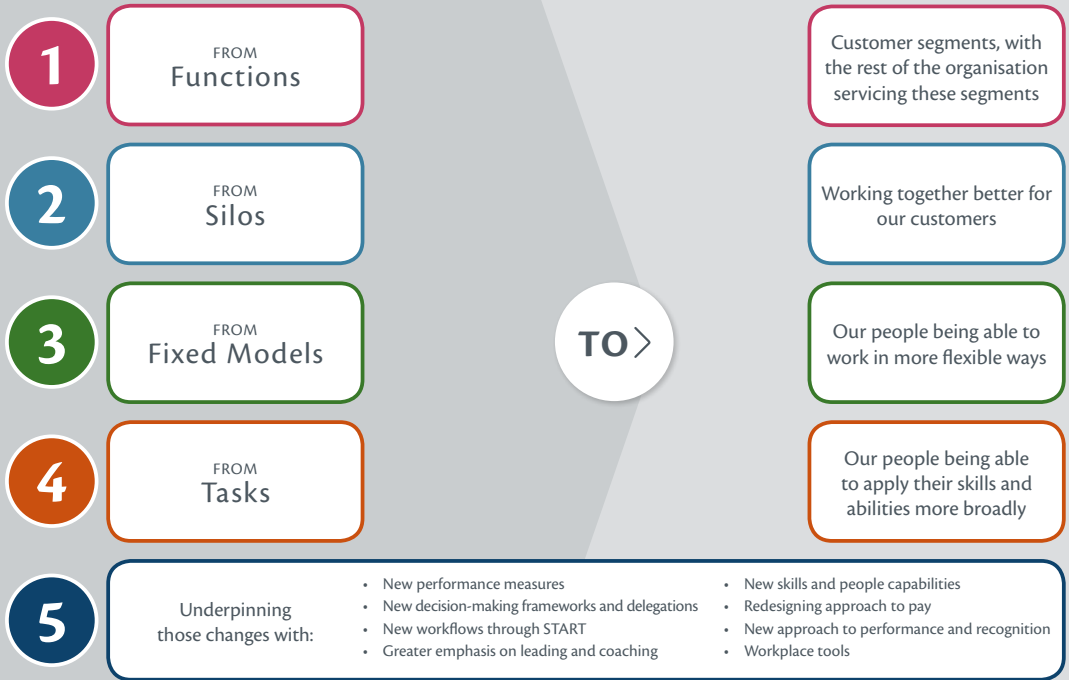 1
FROM
Functions
Customer segments, with
the rest of the organisation
servicing these segments
2
FROM
Silos
Working together better for
our customers
3
FROM
Fixed Models
TO >
Our people being able to
work in more flexible ways
4
FROM
Tasks
Our people being able
to apply their skills and
abilities more broadly
5
Underpinning
those changes with:
• New performance measures
• New decision-making frameworks and delegations
• New workflows through START
• Greater emphasis on leading and coaching
• New skills and people capabilities
• Redesigning approach to pay
• New approach to performance and recognition
• Workplace tools